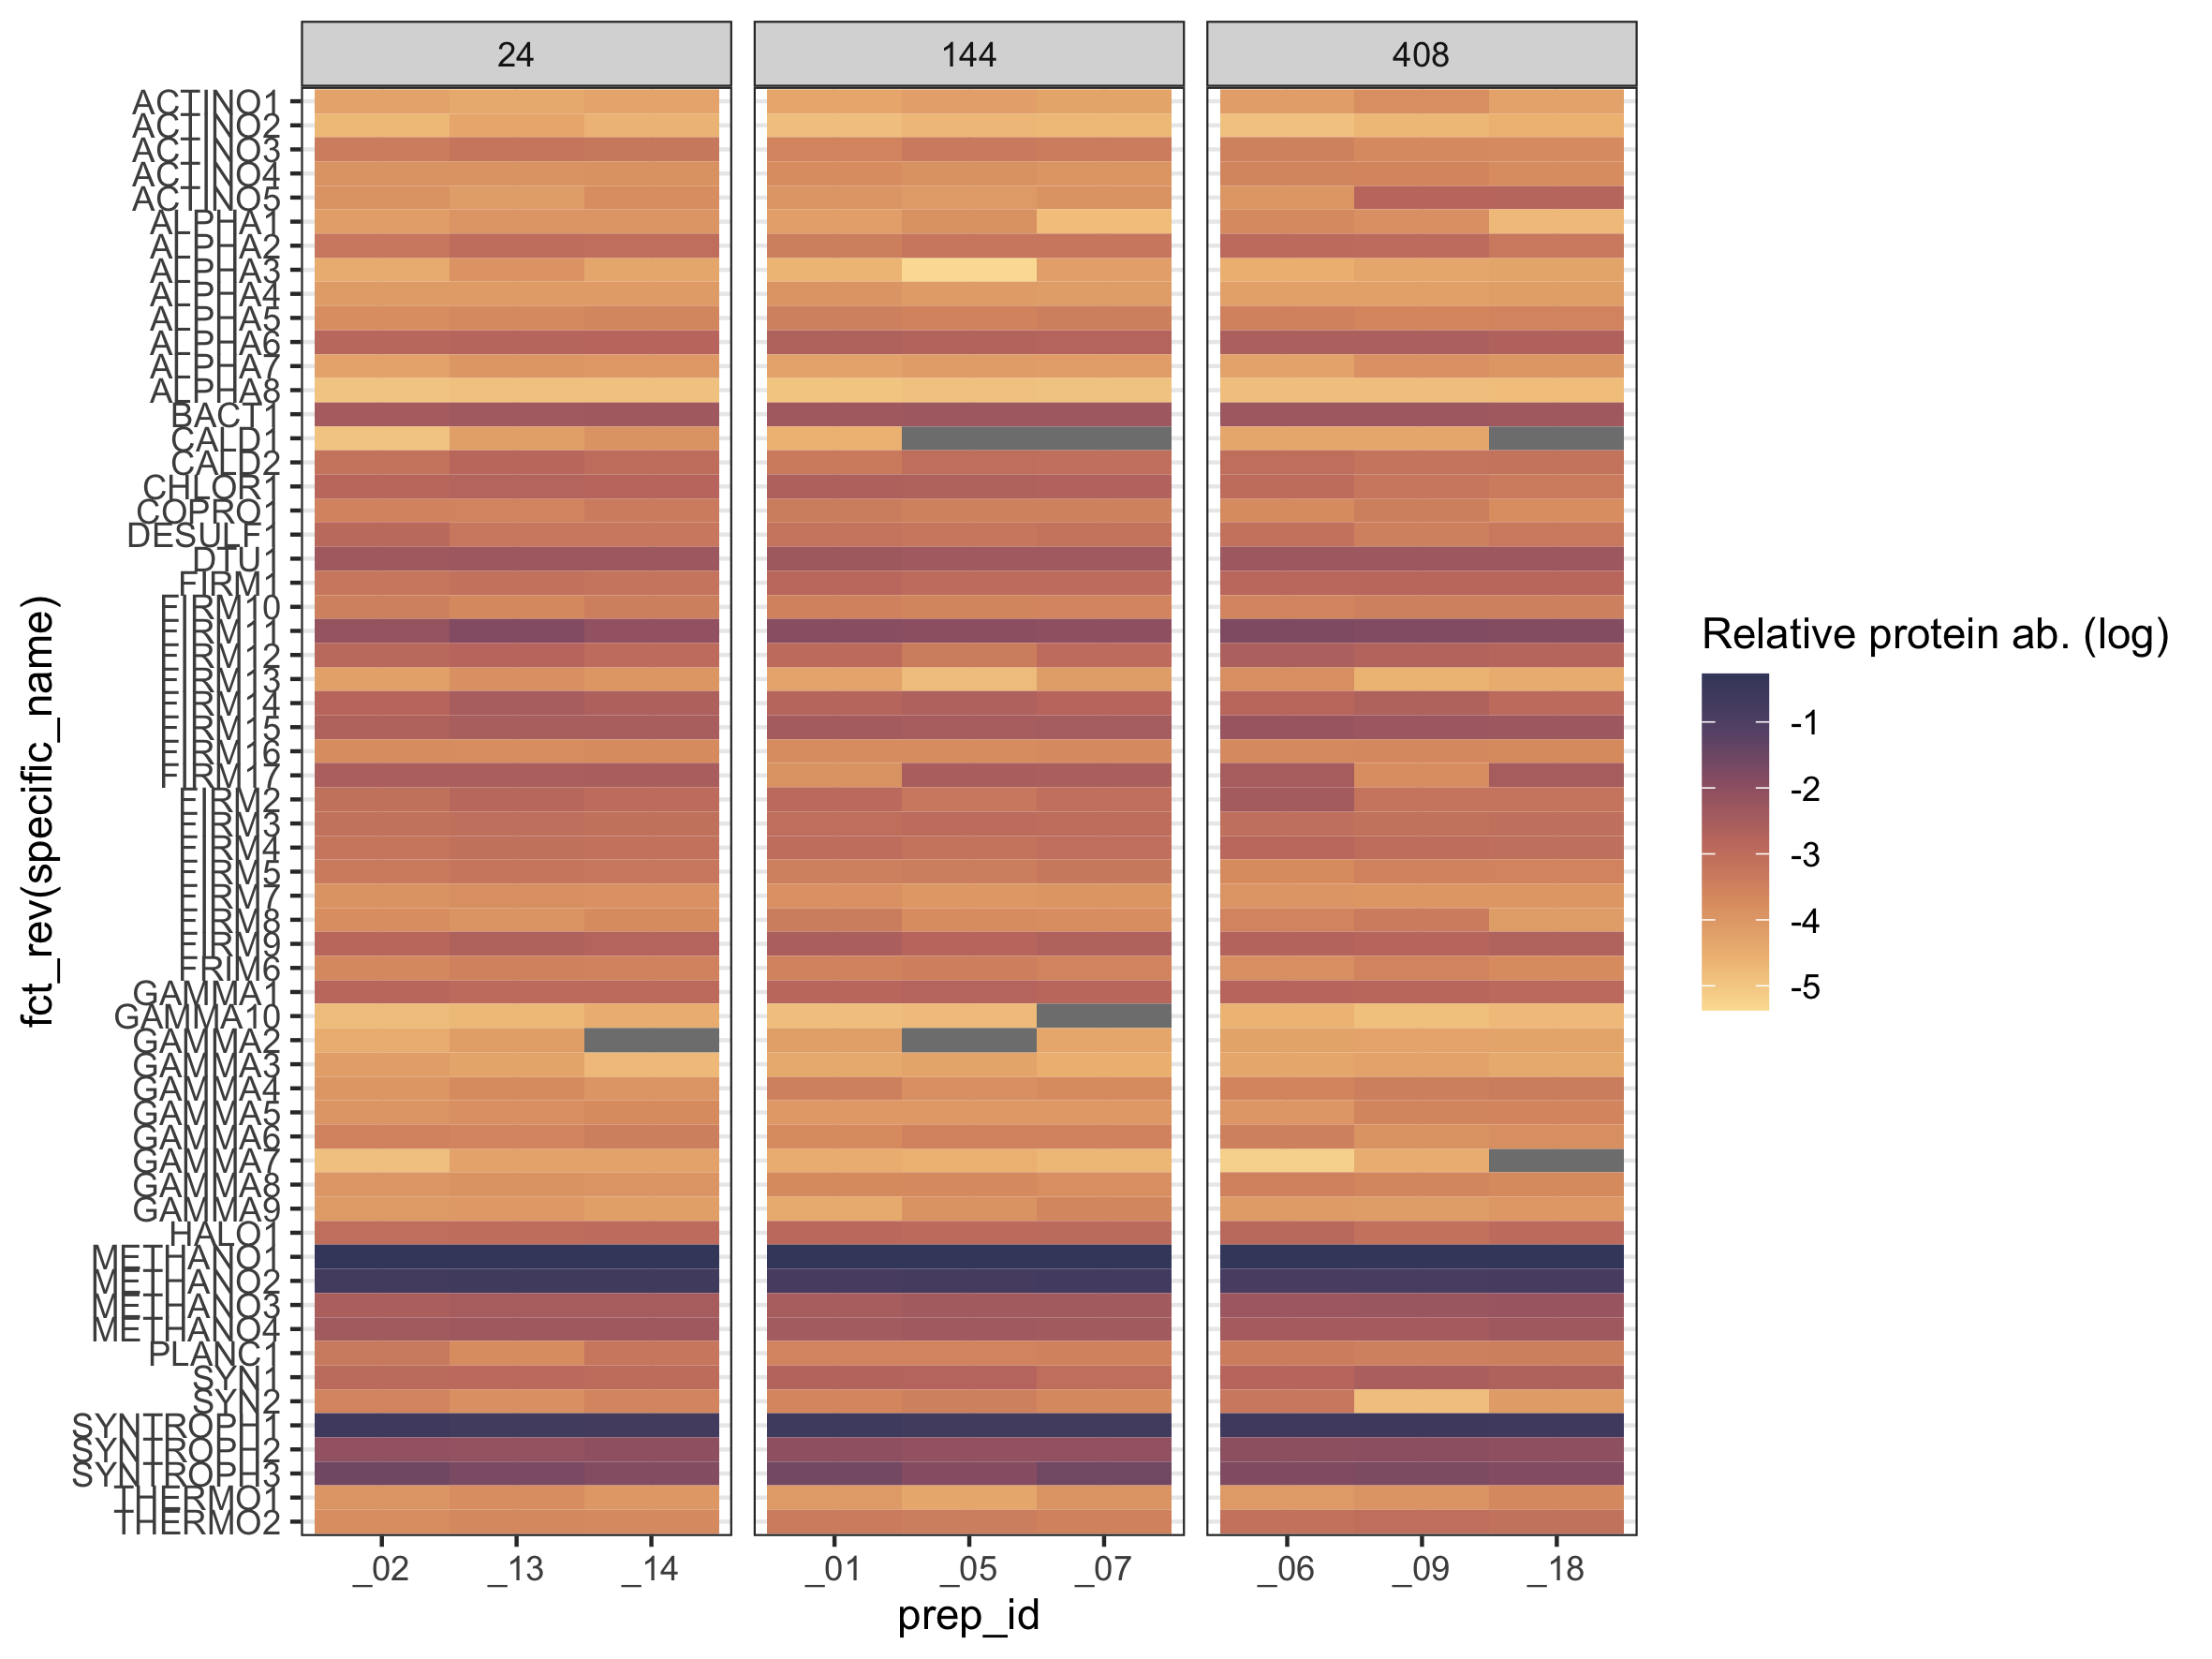 24 144 408
ACTINO1
ACTINO2
ACTINO3
ACTINO4
ACTINO5
ALPHA1
ALPHA2
ALPHA3
ALPHA4
ALPHA5
ALPHA6
ALPHA7
ALPHA8
BACT1
CALD1
CALD2
CHLOR1
COPRO1
DESULF1
DTU1
FIRM1
FIRM10
FIRM11
FIRM12
FIRM13
FIRM14
FIRM15
FIRM16
FIRM17
FIRM2
FIRM3
FIRM4
FIRM5
FIRM7
FIRM8
FIRM9
FRIM6
GAMMA1
GAMMA10
GAMMA2
GAMMA3
GAMMA4
GAMMA5
GAMMA6
GAMMA7
GAMMA8
GAMMA9
HALO1
METHANO1
METHANO2
METHANO3
METHANO4
PLANC1
SYN1
SYN2
SYNTROPH1
SYNTROPH2
SYNTROPH3
THERMO1
THERMO2
fct_rev(specific_name)
_02 _13 _14 _01 _05 _07 _06 _09 _18
prep_id
Relative protein ab. (log)
-1
-2
-3
-4
-5